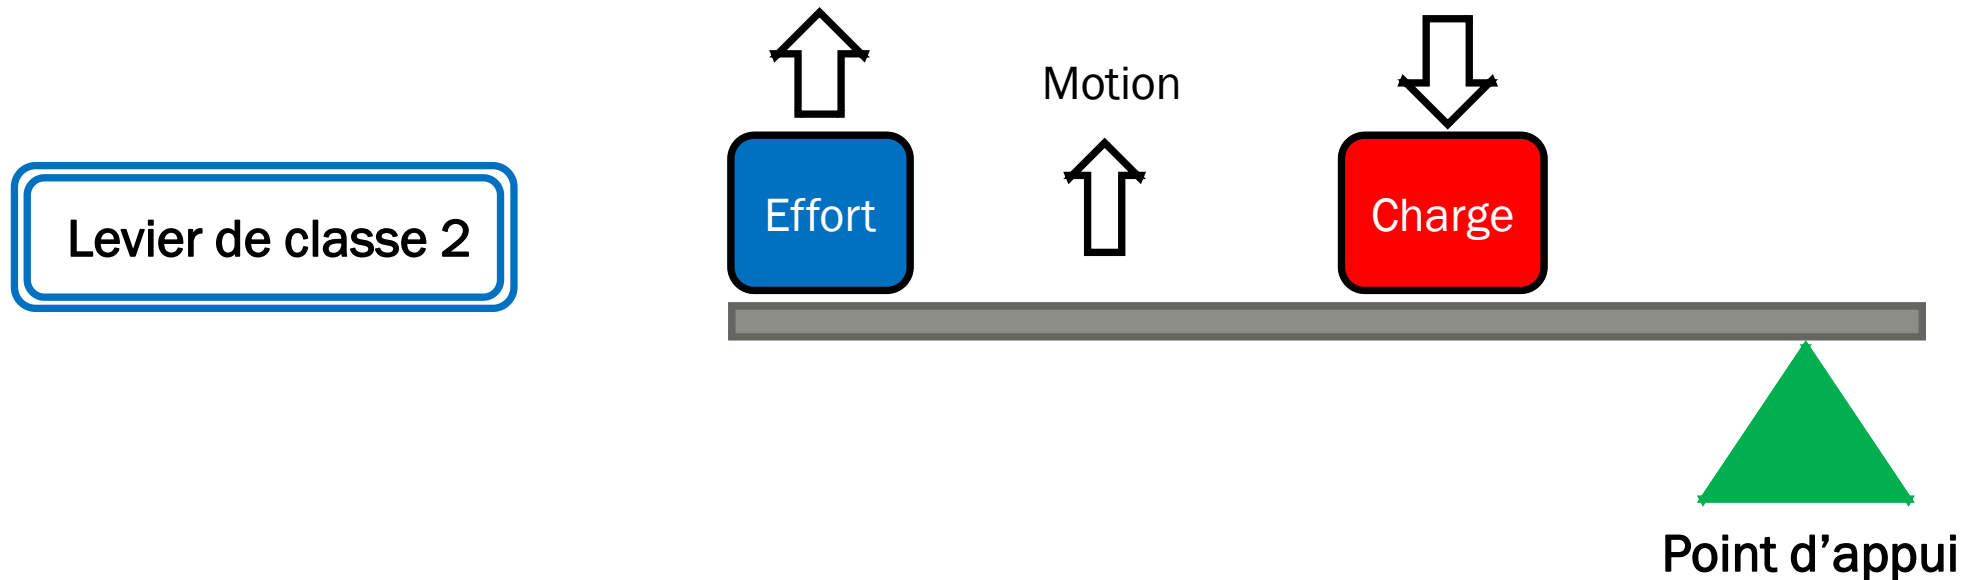 Motion
Levier de classe 2
Effort
Charge
Point d’appui